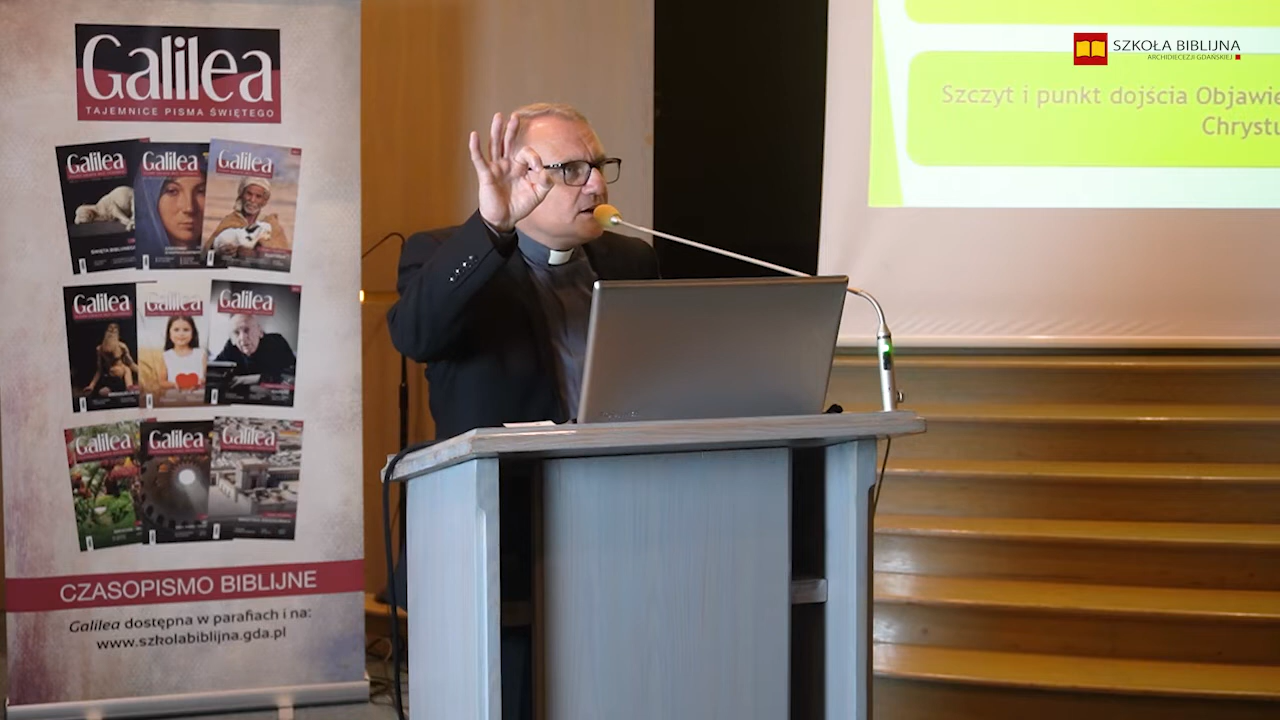 Galilea
TAJEMNICE PISMA ŚWIĘTEGO
Galilea
Galilea
Galilea
Galilea
Galilea
Galilea
Galilea
Galilea
Galilea
CZASOPISMO BIBLIJNE
Galilea dostępna w parafiach i na:
www.szkolabiblijna.gda.pl
SZKOŁA BIBLIJNA
ARCHIDIECEZJI GDAŃSKIEJ
Szczyt i punkt dojścia Objawie
Chrystu